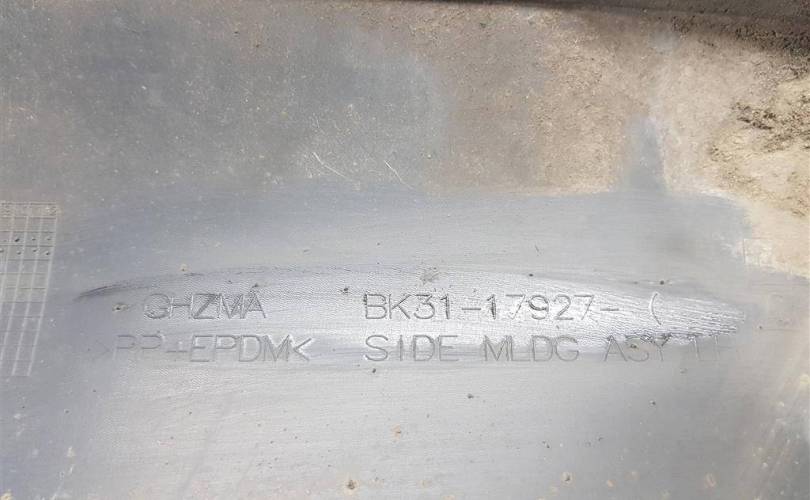 GHZMA BK31-17927-
>PP+EPDM< SIDE MLDG ASY